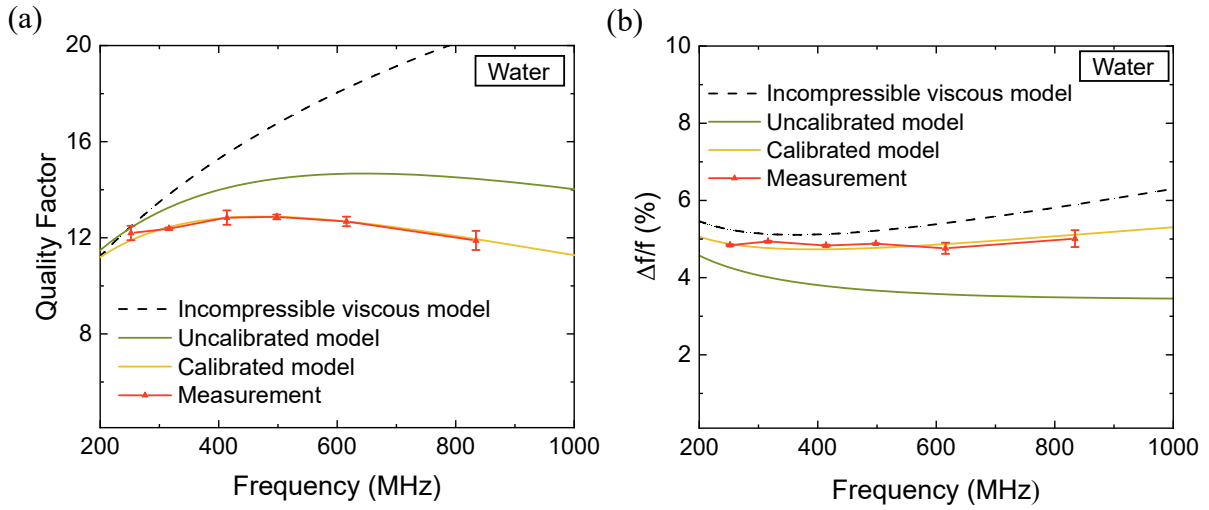 (a)
Quality Factor
20
16
12
8
Water
Incompressible viscous model
Uncalibrated model
Calibrated model
Measurement
200 400 600 800 1000
Frequency (MHz)
(b)
Δf/f (%)
10
8
6
4
2
Water
Incompressible viscous model
Uncalibrated model
Calibrated model
Measurement
200 400 600 800 1000
Frequency (MHz)